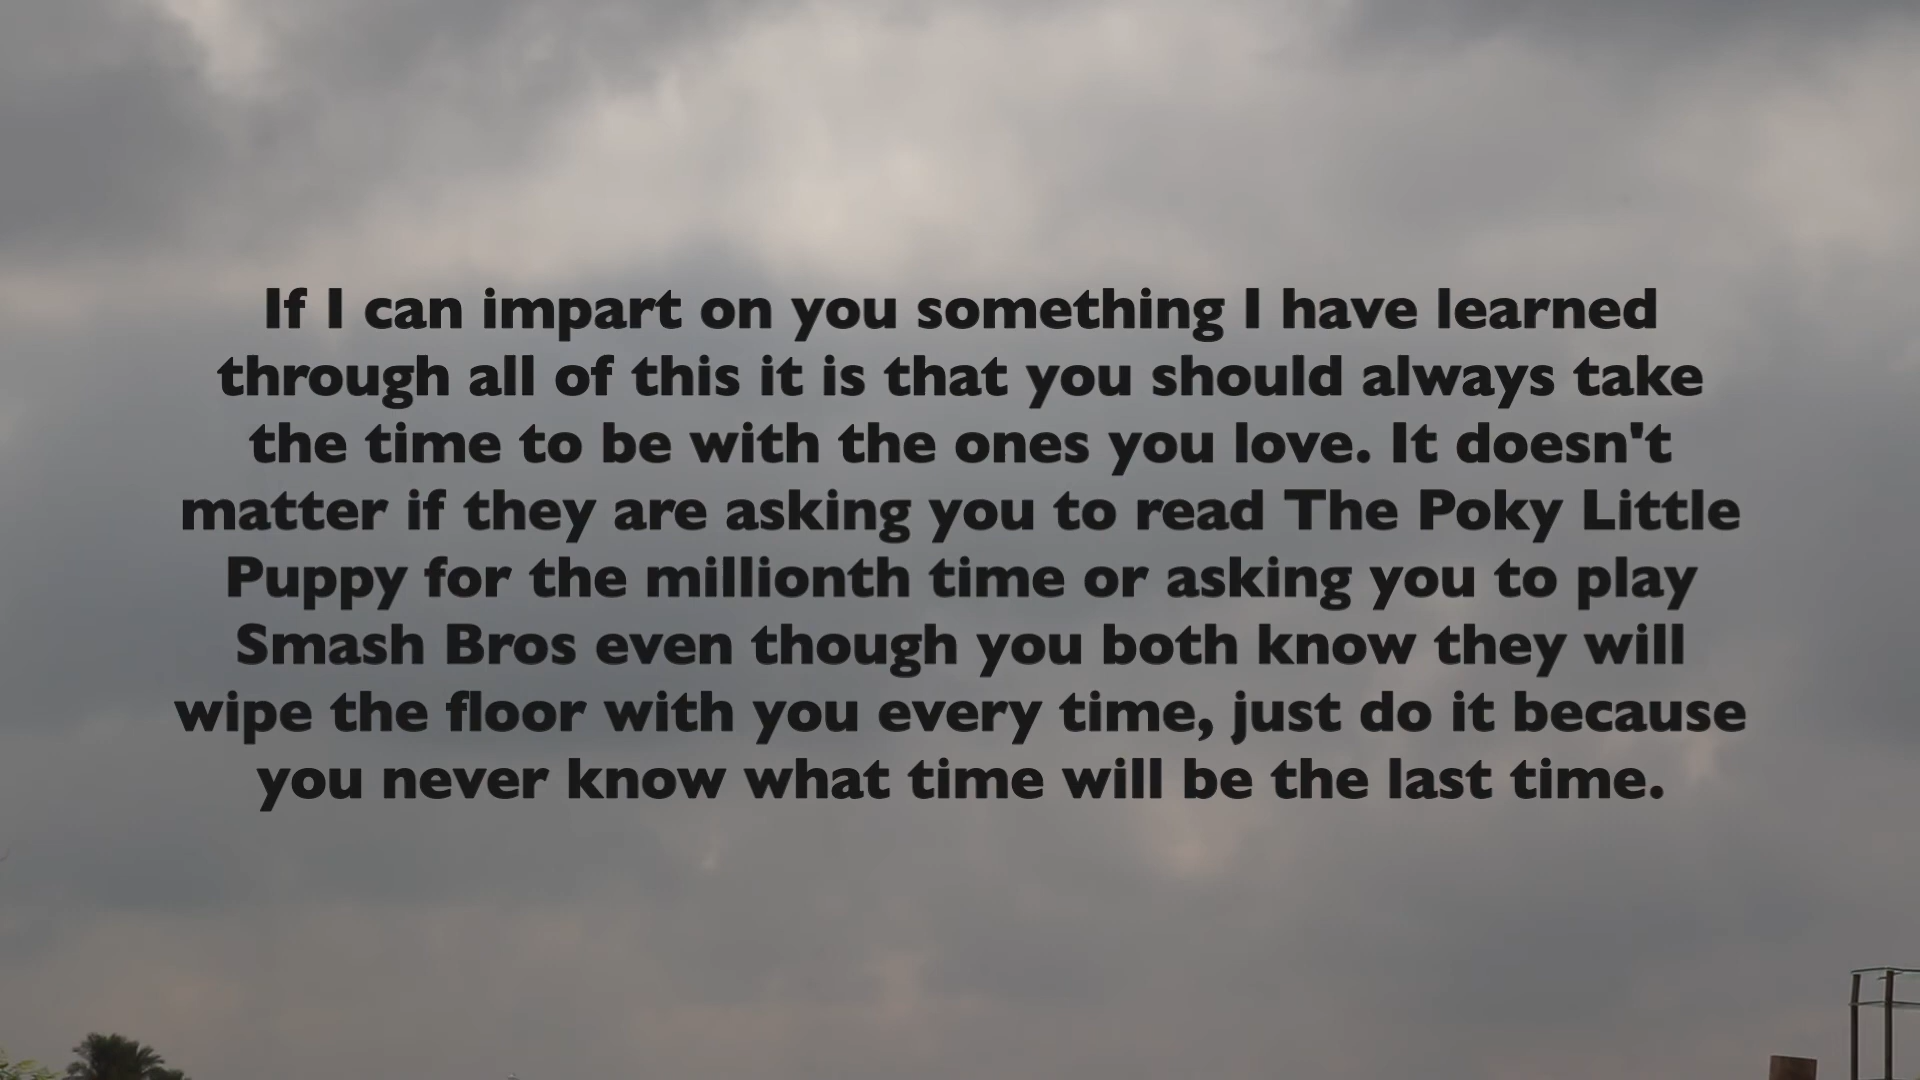 If I can impart on you something I have learned
through all of this it is that you should always take
the time to be with the ones you love. It doesn't
matter if they are asking you to read The Poky Little
Puppy for the millionth time or asking you to play
Smash Bros even though you both know they will
wipe the floor with you every time, just do it because
you never know what time will be the last time.